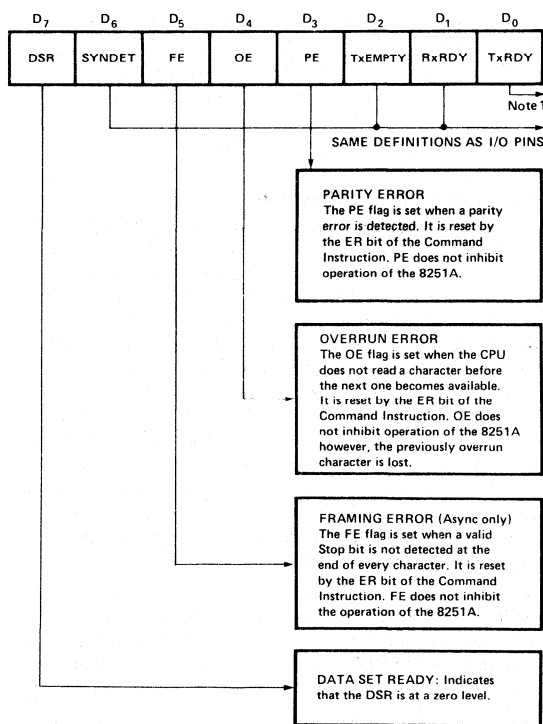 D7 D6 D5 D4 D3 D2 D1 D0
DSR SYNDET FE OE PE TxEMPTY RxRDY TxRDY
Note 1
SAME DEFINITIONS AS I/O PINS
PARITY ERROR
The PE flag is set when a parity
error is detected. It is reset by
the ER bit of the Command
Instruction. PE does not inhibit
operation of the 8251A.
OVERRUN ERROR
The OE flag is set when the CPU
does not read a character before
the next one becomes available.
It is reset by the ER bit of the
Command Instruction. OE does
not inhibit operation of the 8251A
however, the previously overrun
character is lost.
FRAMING ERROR (Async only)
The FE flag is set when a valid
Stop bit is not detected at the
end of every character. It is reset
by the ER bit of the Command
Instruction. FE does not inhibit
the operation of the 8251A.
DATA SET READY: Indicates
that the DSR is at a zero level.